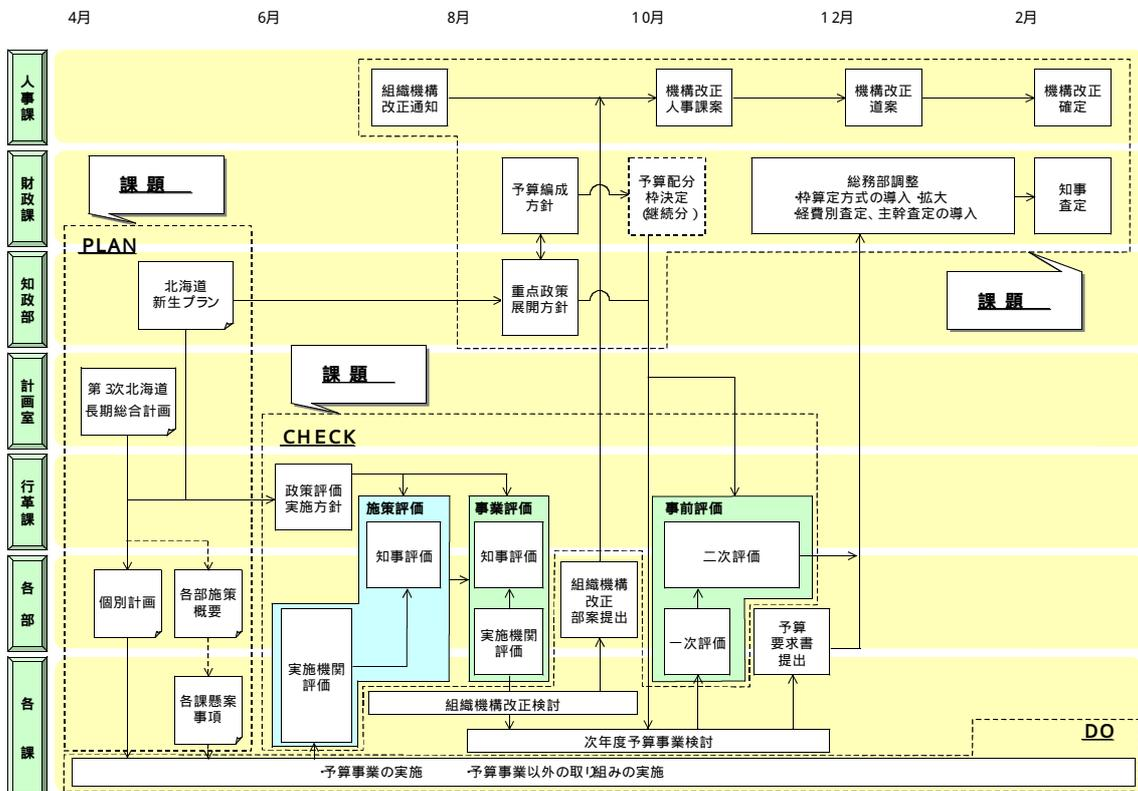 4月 6月 8月 10月 12月 2月
人事課
組織機構
改正通知
機構改正
人事課案
機構改正
道案
機構改正
確定
財政課
課 題
予算編成
方針
予算配分
枠決定
(継続分)
総務部調整
・枠算定方式の導入・拡大
・経費別査定、主幹査定の導入
知事
査定
PLAN
知政部
北海道
新生プラン
重点政策
展開方針
課 題
計画室
第3次北海道
長期総合計画
課 題
CHECK
行革課
政策評価
実施方針
施策評価
知事評価
事業評価
知事評価
事前評価
二次評価
各部
個別計画
各部施策
概要
実施機関
評価
実施機関
評価
組織機構
改正
部案提出
一次評価
予算
要求書
提出
各課
各課懸案
事項
組織機構改正検討
次年度予算事業検討
DO
・予算事業の実施 ・予算事業以外の取り組みの実施